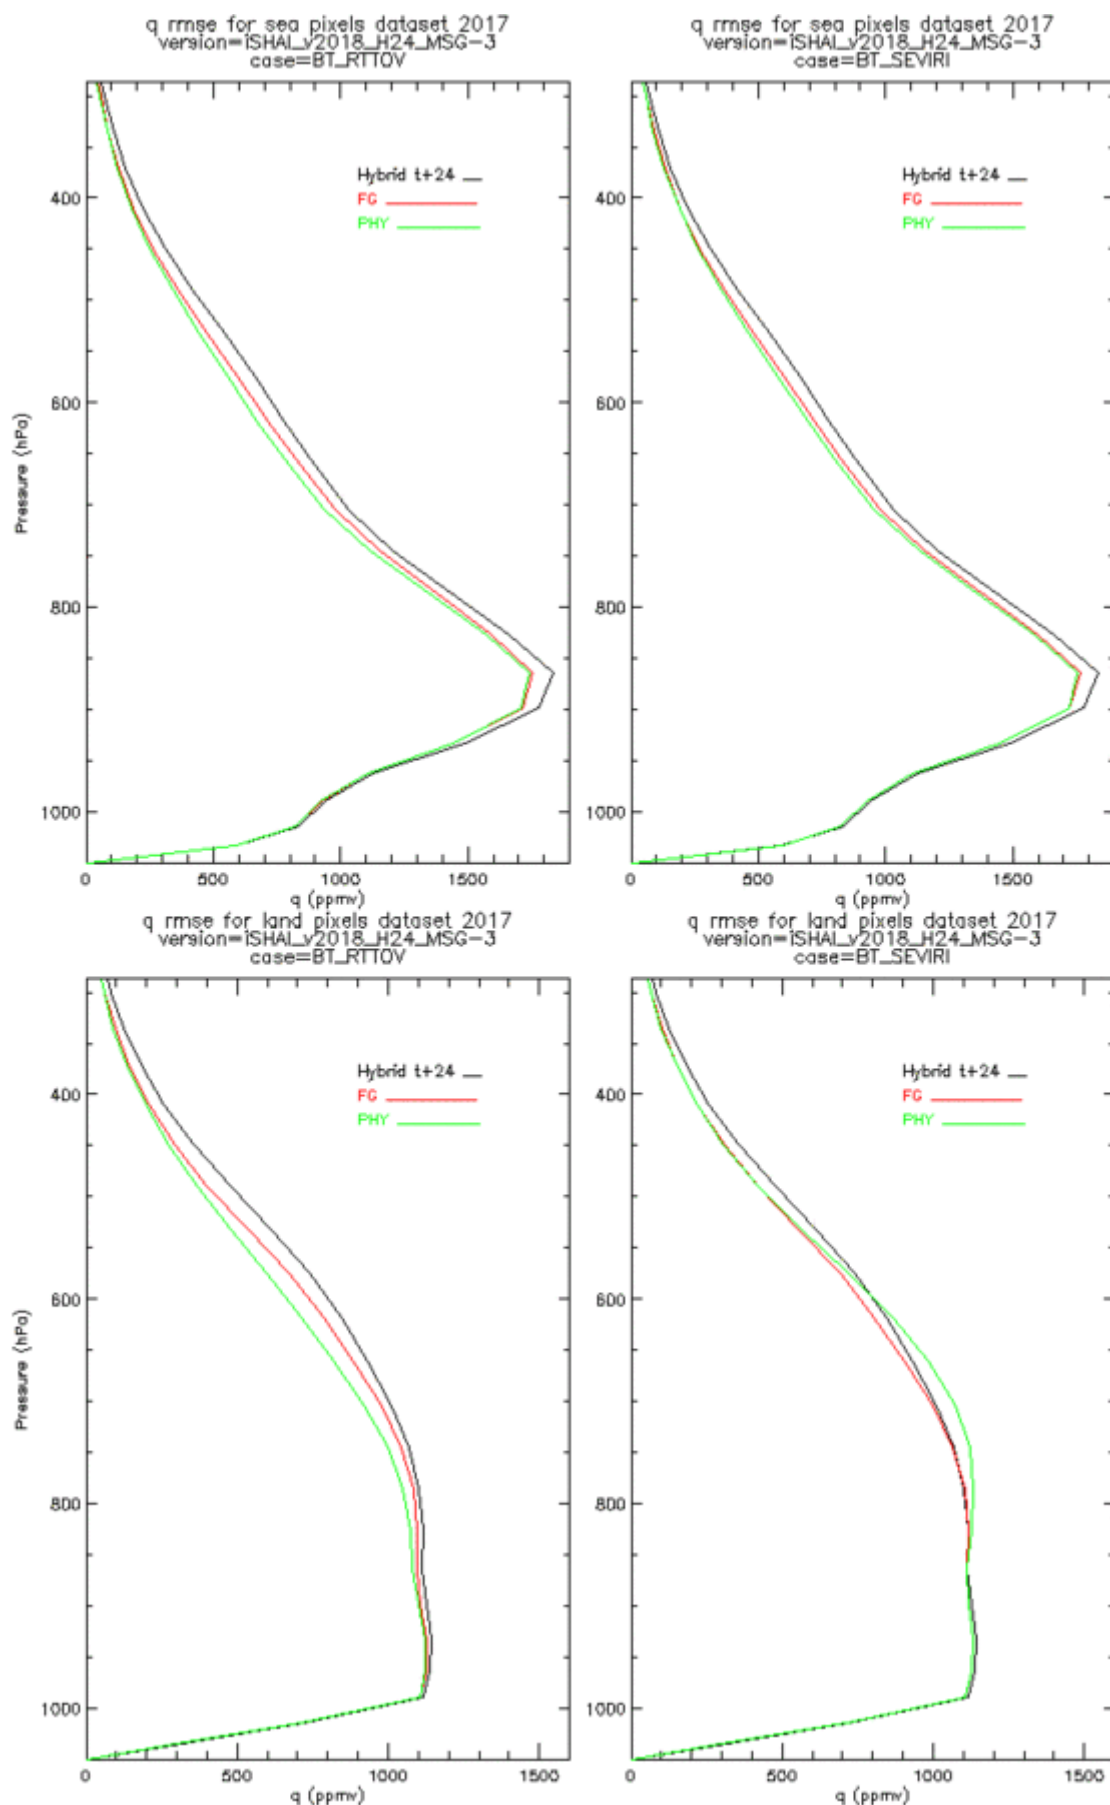 q rmse for sea pixels dataset 2017
version=iSHAI_v2018_H24_MSG-3
case=BT_RTTOV
Hybrid t+24
FG
PHY
400
600
800
1000
Pressure (hPa)
0 500 1000 1500
q (ppmv)
q rmse for sea pixels dataset 2017
version=iSHAI_v2018_H24_MSG-3
case=BT_SEVIRI
Hybrid t+24
FG
PHY
400
600
800
1000
0 500 1000 1500
q (ppmv)
q rmse for land pixels dataset 2017
version=iSHAI_v2018_H24_MSG-3
case=BT_RTTOV
Hybrid t+24
FG
PHY
400
600
800
1000
Pressure (hPa)
0 500 1000 1500
q (ppmv)
q rmse for land pixels dataset 2017
version=iSHAI_v2018_H24_MSG-3
case=BT_SEVIRI
Hybrid t+24
FG
PHY
400
600
800
1000
0 500 1000 1500
q (ppmv)